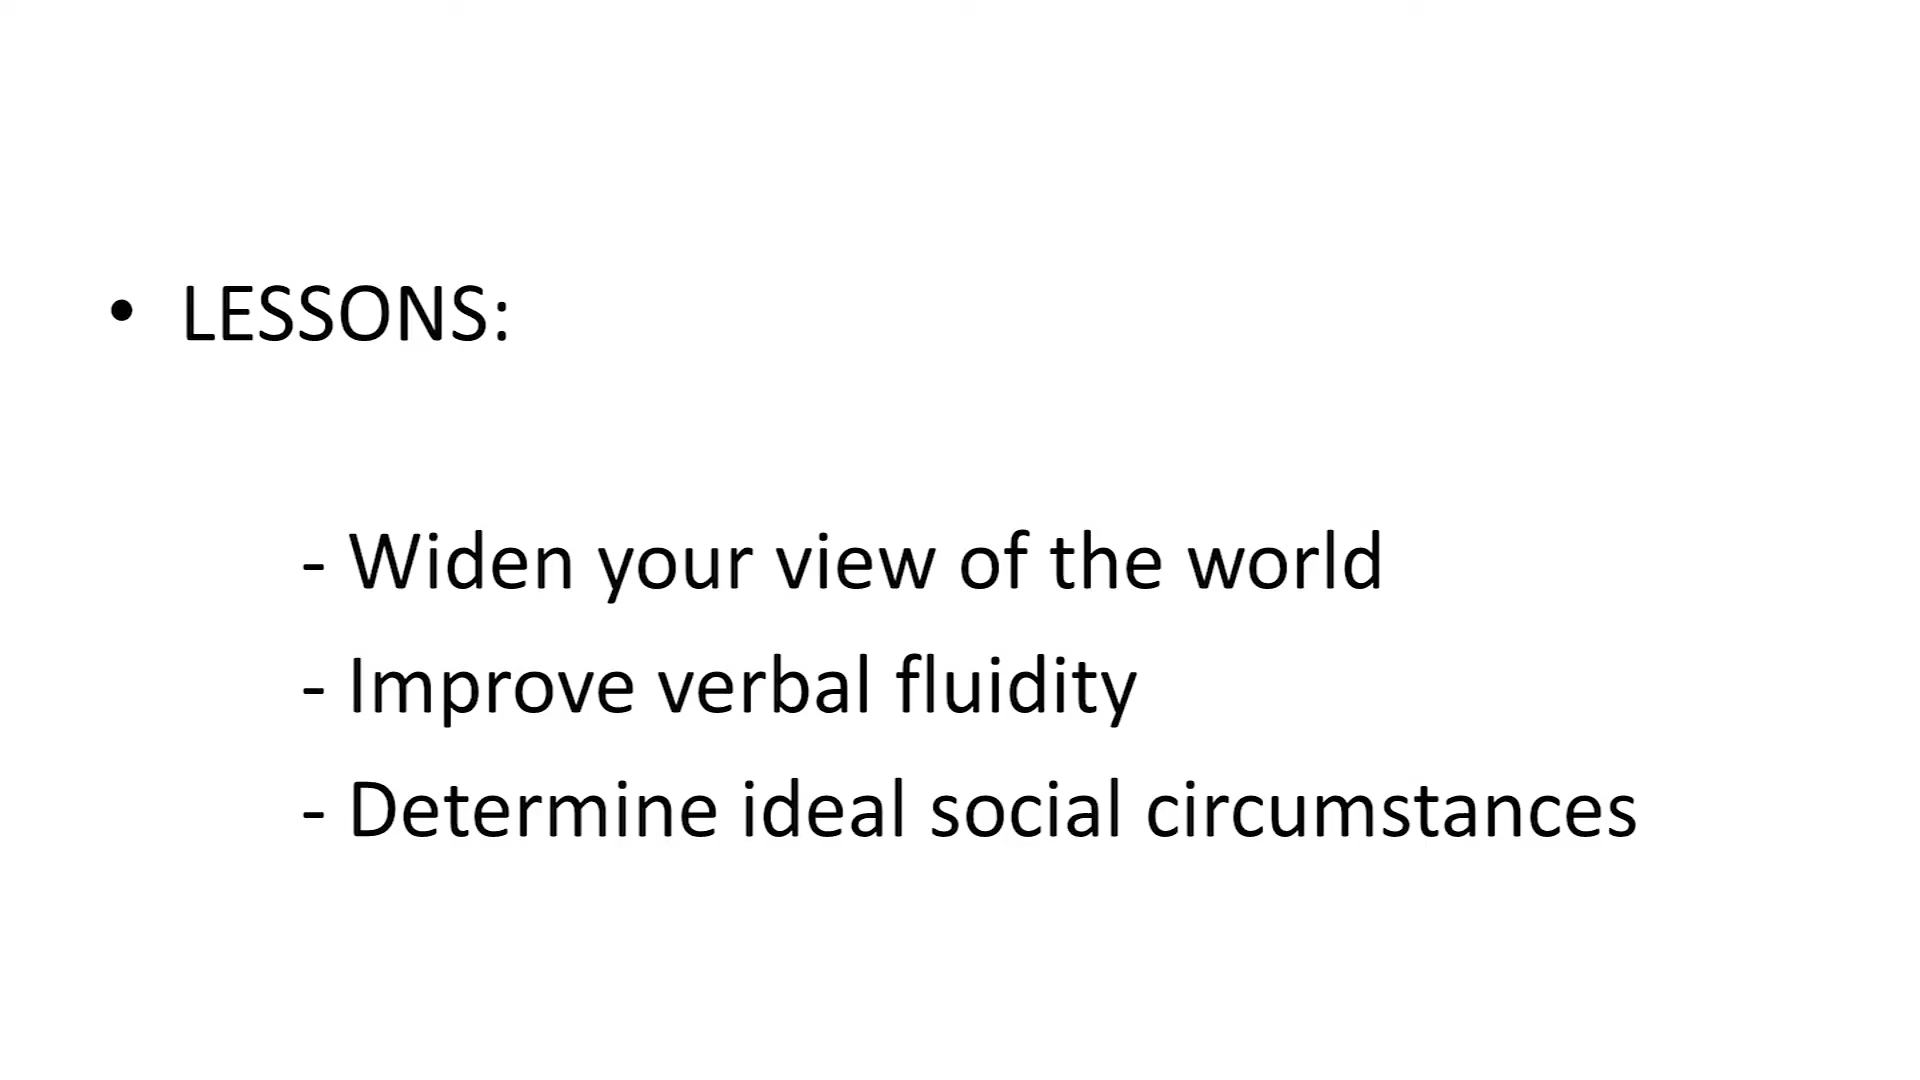 • LESSONS:
- Widen your view of the world
- Improve verbal fluidity
- Determine ideal social circumstances